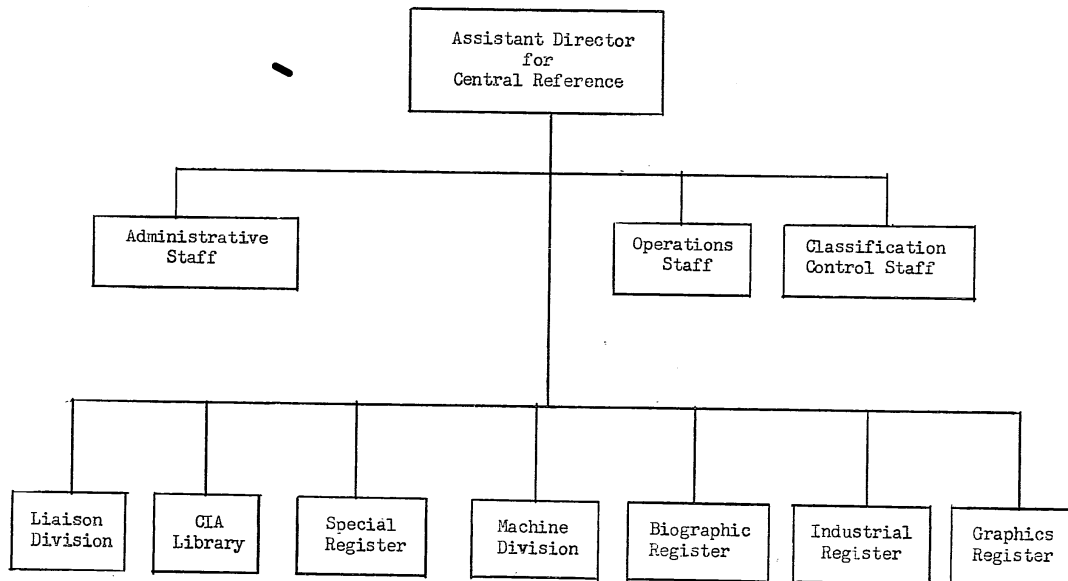 Assistant Director
for
Central Reference
Administrative
Staff
Operations
Staff
Classification
Control Staff
Liaison
Division
CIA
Library
Special
Register
Machine
Division
Biographic
Register
Industrial
Register
Graphics
Register